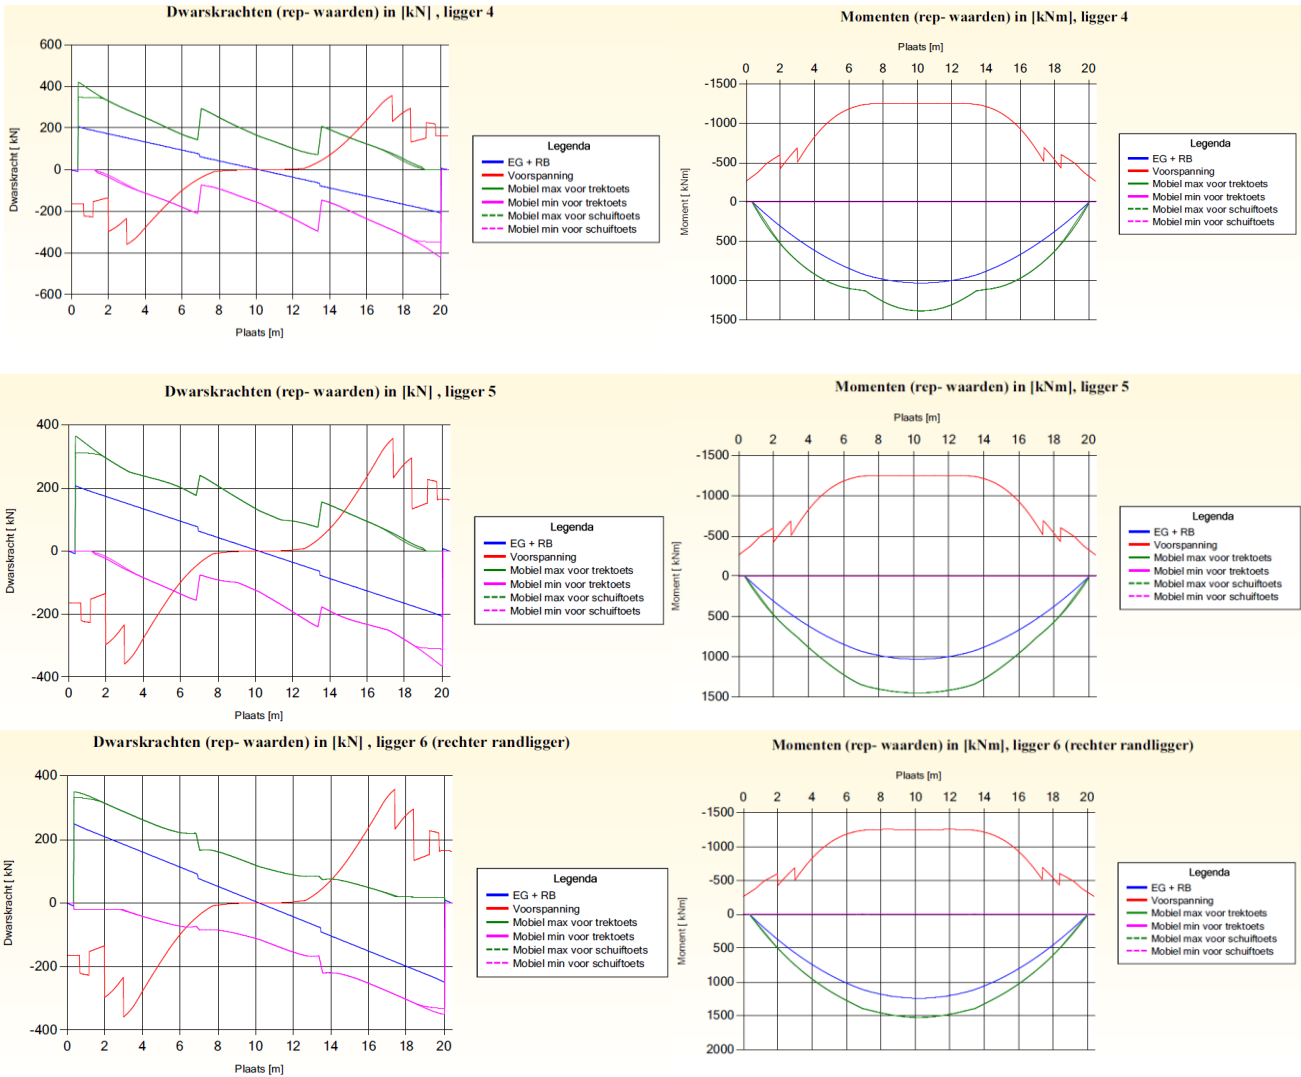 Dwarskrachten (rep- waarden) in [kN] , ligger 4
600
400
200
0
-200
-400
-600
Dwarskracht [ kN]
0 2 4 6 8 10 12 14 16 18 20
Plaats [m]
Legenda
EG + RB
Voorspanning
Mobiel max voor trektoets
Mobiel min voor trektoets
Mobiel max voor schuiftoets
Mobiel min voor schuiftoets
Momenten (rep- waarden) in [kNm], ligger 4
Plaats [m]
0 2 4 6 8 10 12 14 16 18 20
-1500
-1000
-500
0
500
1000
1500
Moment [ kNm]
Legenda
EG + RB
Voorspanning
Mobiel max voor trektoets
Mobiel min voor trektoets
Mobiel max voor schuiftoets
Mobiel min voor schuiftoets
Dwarskrachten (rep- waarden) in [kN] , ligger 5
400
200
0
-200
-400
Dwarskracht [ kN]
0 2 4 6 8 10 12 14 16 18 20
Plaats [m]
Legenda
EG + RB
Voorspanning
Mobiel max voor trektoets
Mobiel min voor trektoets
Mobiel max voor schuiftoets
Mobiel min voor schuiftoets
Momenten (rep- waarden) in [kNm], ligger 5
Plaats [m]
0 2 4 6 8 10 12 14 16 18 20
-1500
-1000
-500
0
500
1000
1500
Moment [ kNm]
Legenda
EG + RB
Voorspanning
Mobiel max voor trektoets
Mobiel min voor trektoets
Mobiel max voor schuiftoets
Mobiel min voor schuiftoets
Dwarskrachten (rep- waarden) in [kN] , ligger 6 (rechter randligger)
400
200
0
-200
-400
Dwarskracht [ kN]
0 2 4 6 8 10 12 14 16 18 20
Plaats [m]
Legenda
EG + RB
Voorspanning
Mobiel max voor trektoets
Mobiel min voor trektoets
Mobiel max voor schuiftoets
Mobiel min voor schuiftoets
Momenten (rep- waarden) in [kNm], ligger 6 (rechter randligger)
Plaats [m]
0 2 4 6 8 10 12 14 16 18 20
-1500
-1000
-500
0
500
1000
1500
2000
Moment [ kNm]
Legenda
EG + RB
Voorspanning
Mobiel max voor trektoets
Mobiel min voor trektoets
Mobiel max voor schuiftoets
Mobiel min voor schuiftoets